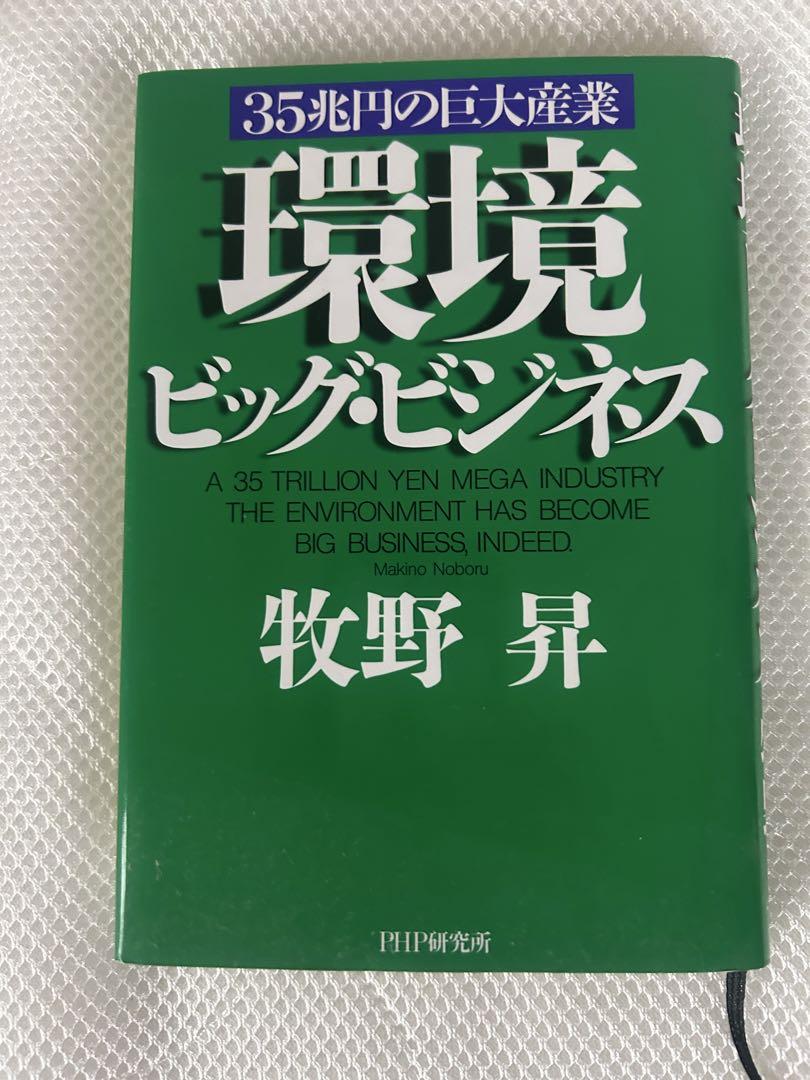 35兆円の巨大産業
環境
ビッグ・ビジネス
A 35 TRILLION YEN MEGA INDUSTRY
THE ENVIRONMENT HAS BECOME
BIG BUSINESS, INDEED.
Makino Noboru
牧野 昇
PHP研究所